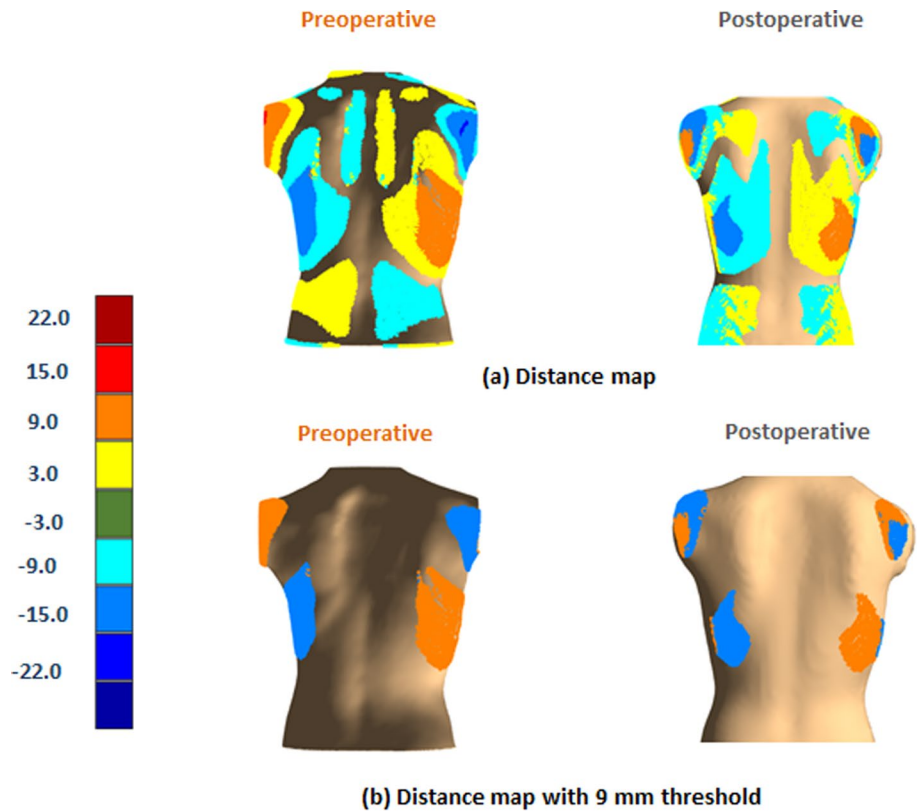 Preoperative
Postoperative
22.0
15.0
9.0
3.0
-3.0
-9.0
-15.0
-22.0
(a) Distance map
Preoperative
Postoperative
(b) Distance map with 9 mm threshold